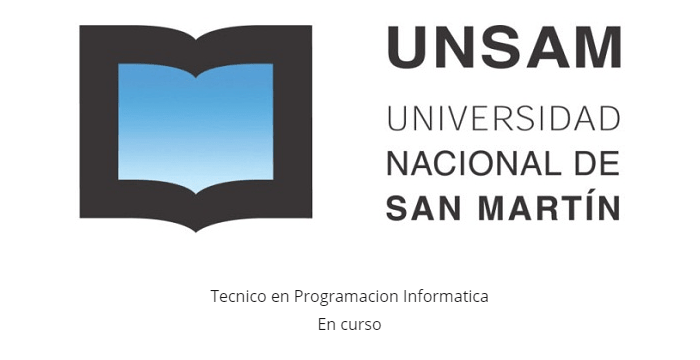 UNSAM
UNIVERSIDAD
NACIONAL DE
SAN MARTÍN
Tecnico en Programacion Informatica
En curso